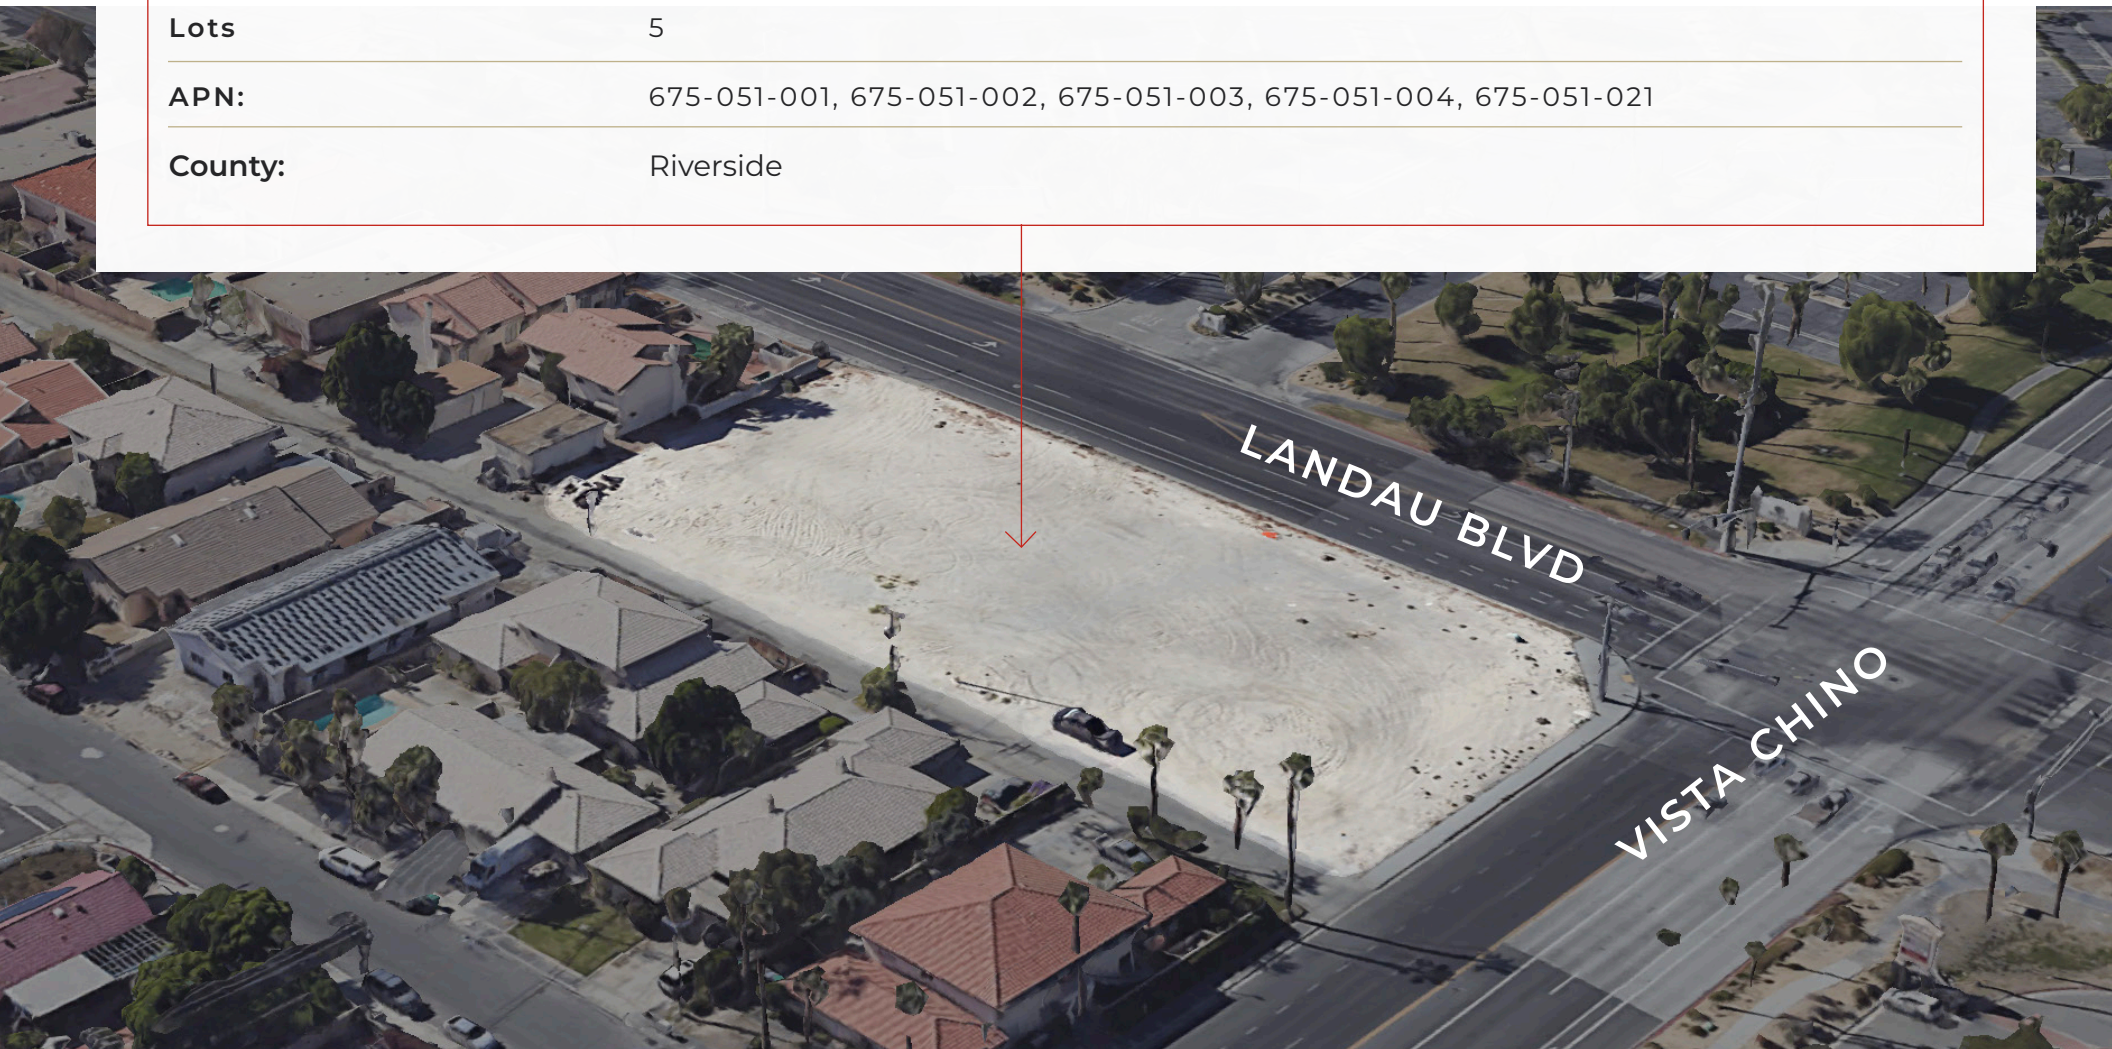 Lots 5
APN: 675-051-001, 675-051-002, 675-051-003, 675-051-004, 675-051-021
County: Riverside
LANDAU BLVD
VISTA CHINO